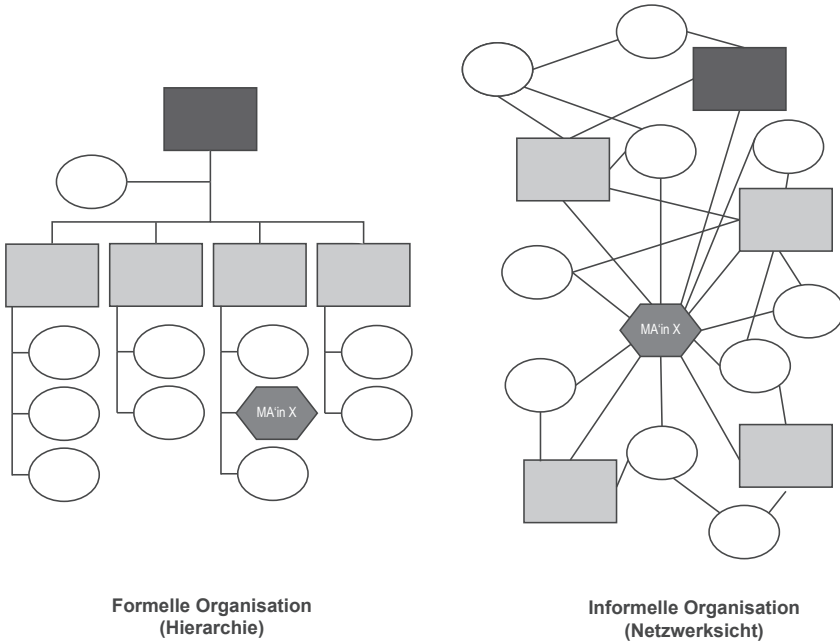 MA'in X
MA'in X
Formelle Organisation
(Hierarchie)
Informelle Organisation
(Netzwerksicht)